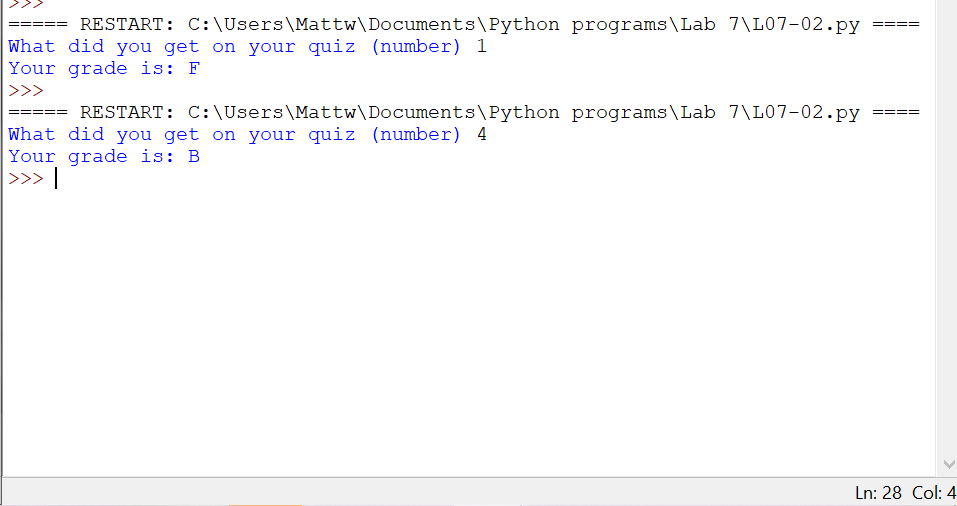 >>>
===== RESTART: C:\Users\Mattw\Documents\Python programs\Lab 7\L07-02.py ====
What did you get on your quiz (number) 1
Your grade is: F
>>>
===== RESTART: C:\Users\Mattw\Documents\Python programs\Lab 7\L07-02.py ====
What did you get on your quiz (number) 4
Your grade is: B
>>>
Ln: 28 Col: 4